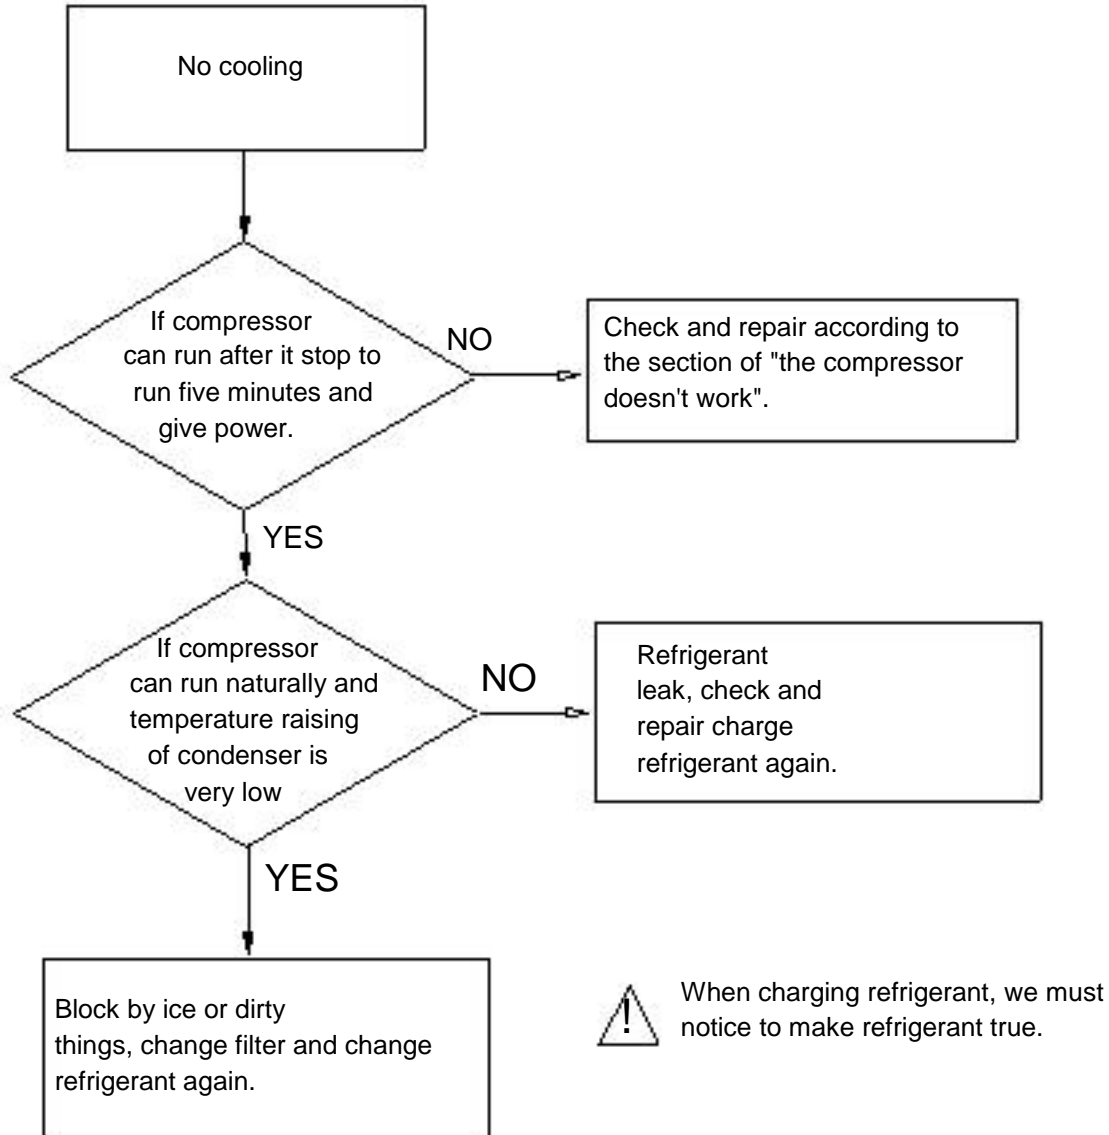 No cooling
If compressor
can run after it stop to
run five minutes and
give power.
NO
Check and repair according to
the section of "the compressor
doesn't work".
YES
If compressor
can run naturally and
temperature raising
of condenser is
very low
NO
Refrigerant
leak, check and
repair charge
refrigerant again.
YES
Block by ice or dirty
things, change filter and change
refrigerant again.
!
When charging refrigerant, we must
notice to make refrigerant true.